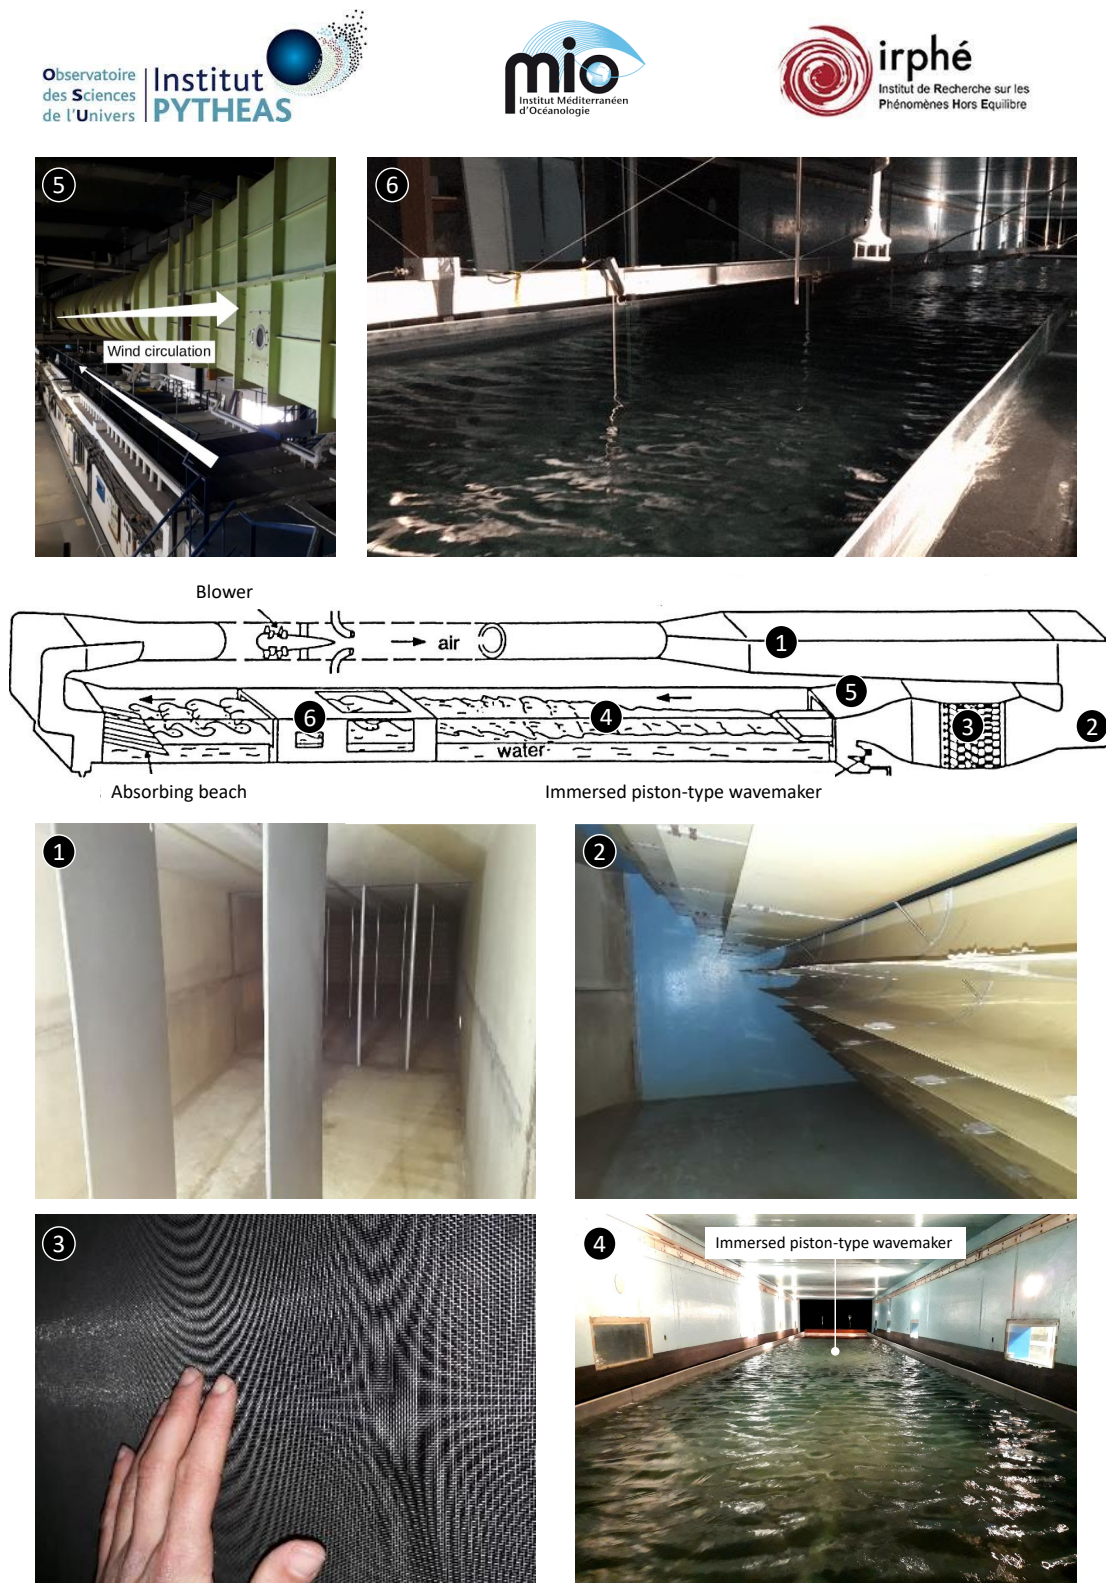 Observatoire
des Sciences
de l'Univers
Institut
PYTHEAS
mio
Institut Méditerranéen
d'Océanologie
irphé
Institut de Recherche sur les
Phénomènes Hors Equilibre
5
Wind circulation
6
Blower
air
1
5
6
4
3
2
water
Absorbing beach
Immersed piston-type wavemaker
1
2
3
4
Immersed piston-type wavemaker